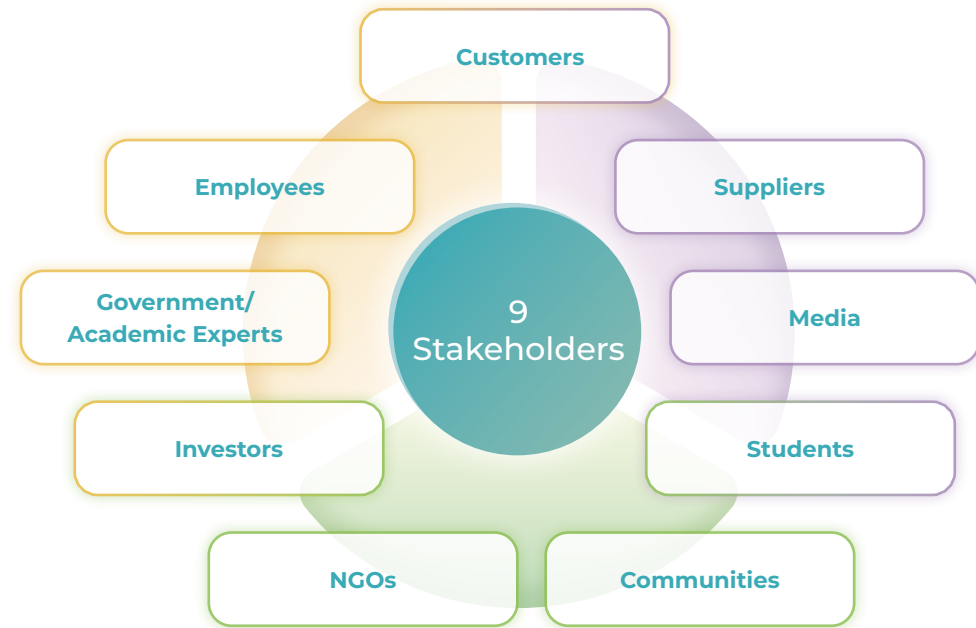 Customers
Employees
Suppliers
Government/
Academic Experts
9
Stakeholders
Media
Investors
Students
NGOs
Communities